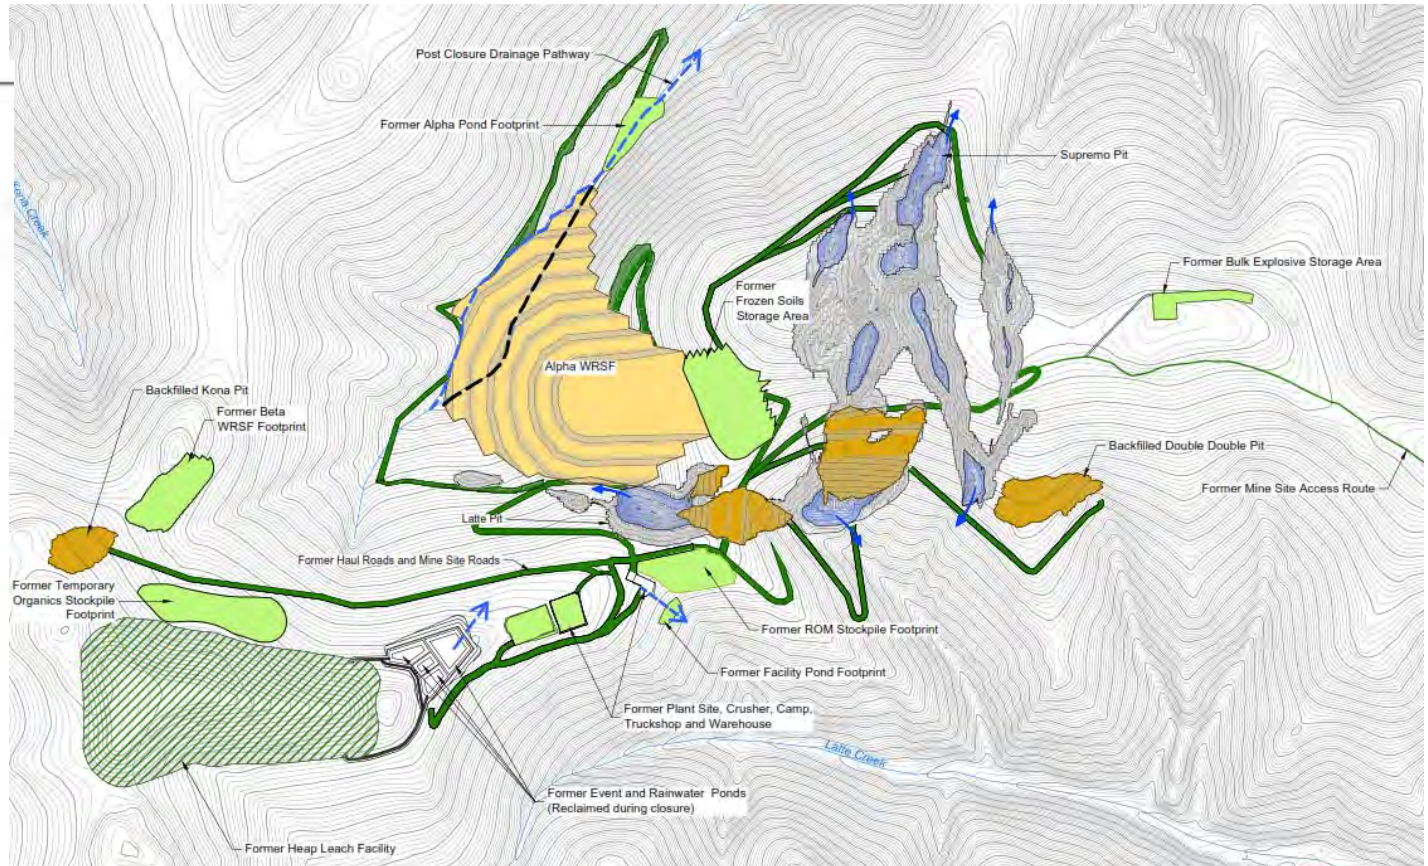 Post Closure Drainage Pathway
Former Alpha Pond Footprint
Supremo Pit
Kona Creek
Former Bulk Explosive Storage Area
Former
Frozen Soils
Storage Area
Alpha WRSF
Backfilled Kona Pit
Former Beta
WRSF Footprint
Backfilled Double Double Pit
Former Mine Site Access Route
Latte Pit
Former Haul Roads and Mine Site Roads
Former Temporary
Organics Stockpile
Footprint
Former ROM Stockpile Footprint
Former Facility Pond Footprint
Former Plant Site, Crusher, Camp,
Truckshop and Warehouse
Latte Creek
Former Event and Rainwater Ponds
(Reclaimed during closure)
Former Heap Leach Facility